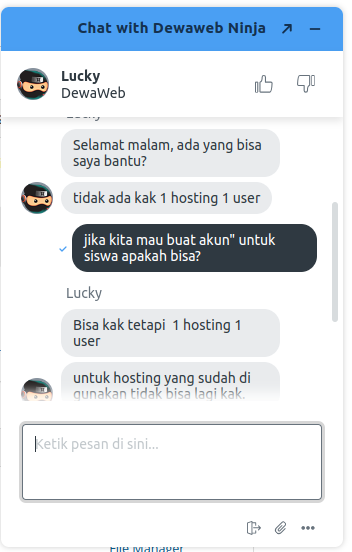 Chat with Dewaweb Ninja
Lucky
DewaWeb
Lucky
Selamat malam, ada yang bisa
saya bantu?
tidak ada kak 1 hosting 1 user
jika kita mau buat akun" untuk
siswa apakah bisa?
Lucky
Bisa kak tetapi 1 hosting 1
user
untuk hosting yang sudah di
gunakan tidak bisa lagi kak.
Ketik pesan di sini...
File Manager